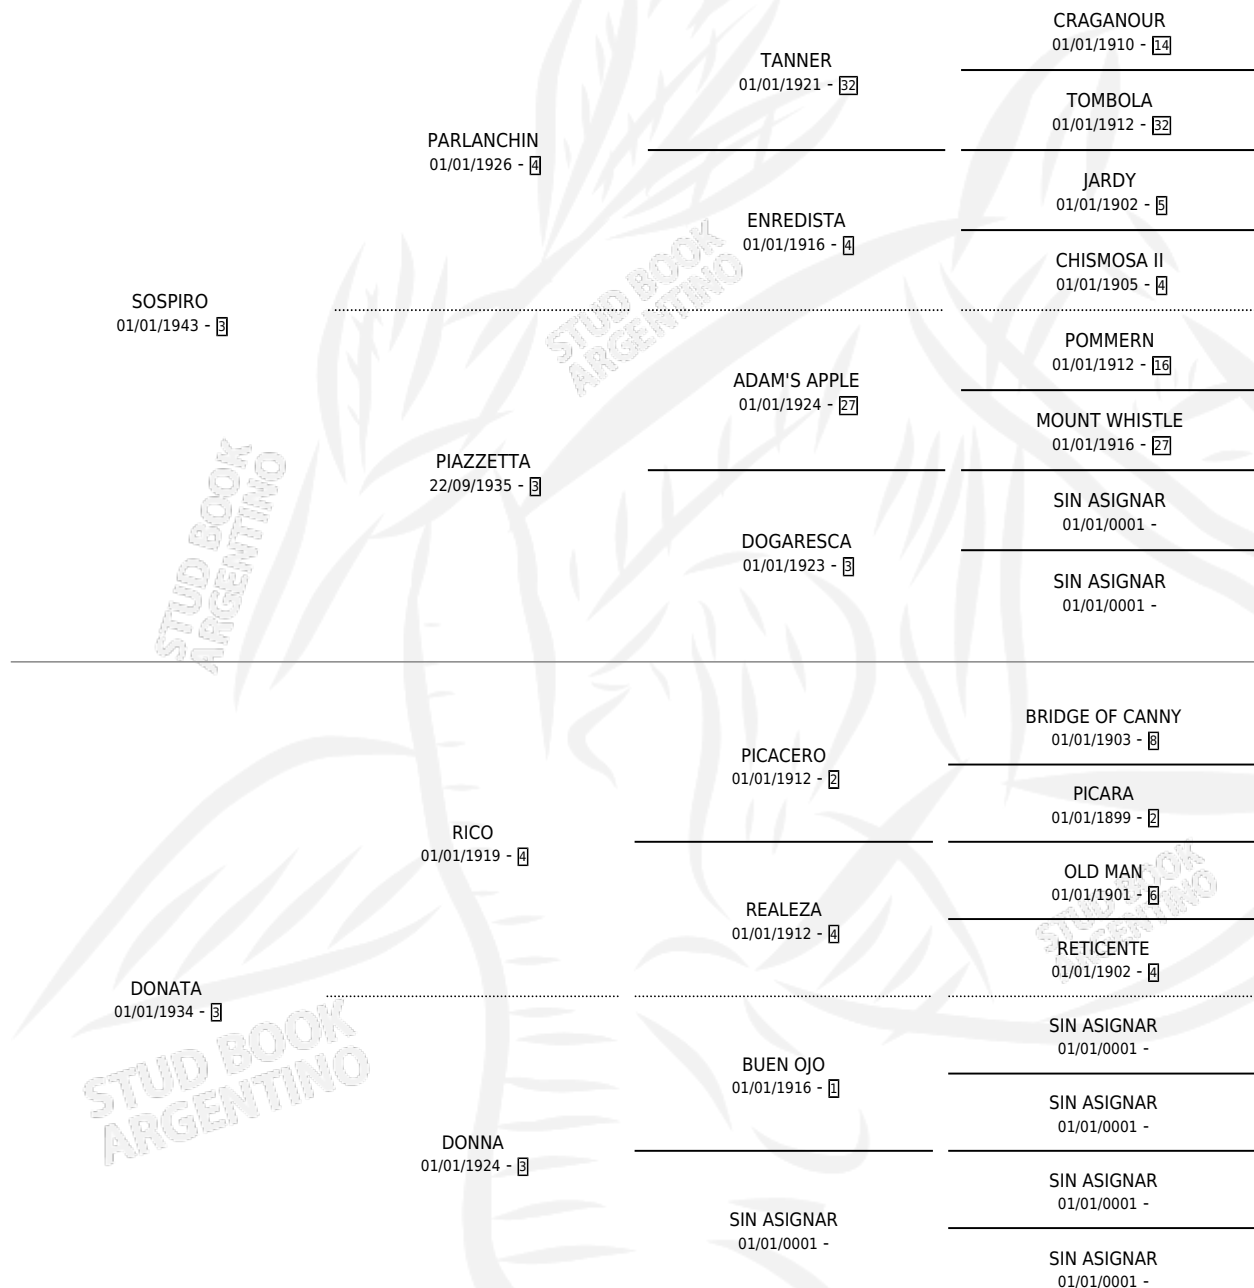 CRAGANOUR
01/01/1910 - 14
TANNER
01/01/1921 - 32
TOMBOLA
01/01/1912 - 32
PARLANCHIN
01/01/1926 - 4
JARDY
01/01/1902 - 5
ENREDISTA
01/01/1916 - 4
CHISMOSA II
01/01/1905 - 4
SOSPIRO
01/01/1943 - 3
POMMERN
01/01/1912 - 16
ADAM'S APPLE
01/01/1924 - 27
MOUNT WHISTLE
01/01/1916 - 27
PIAZZETTA
22/09/1935 - 3
SIN ASIGNAR
01/01/0001 -
DOGARESCA
01/01/1923 - 3
SIN ASIGNAR
01/01/0001 -
STUD BOOK
ARGENTINO
STUD BOOK
ARGENTINO
BRIDGE OF CANNY
01/01/1903 - 8
PICACERO
01/01/1912 - 2
PICARA
01/01/1899 - 2
RICO
01/01/1919 - 4
OLD MAN
01/01/1901 - 6
REALEZA
01/01/1912 - 4
RETICENTE
01/01/1902 - 4
STUD BOOK
ARGENTINO
DONATA
01/01/1934 - 3
SIN ASIGNAR
01/01/0001 -
BUEN OJO
01/01/1916 - 1
SIN ASIGNAR
01/01/0001 -
DONNA
01/01/1924 - 3
SIN ASIGNAR
01/01/0001 -
SIN ASIGNAR
01/01/0001 -
SIN ASIGNAR
01/01/0001 -
STUD BOOK
ARGENTINO